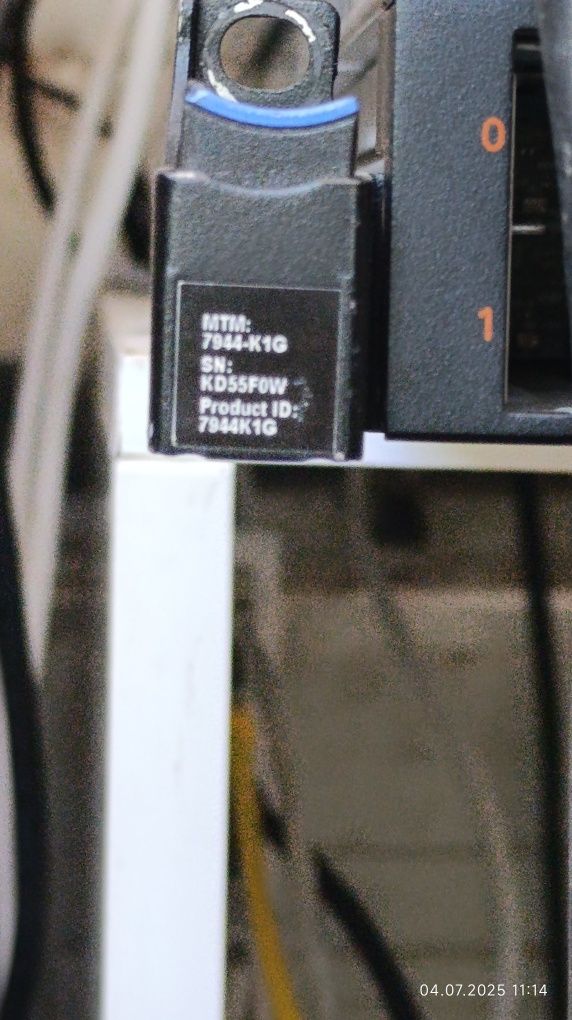 0
1
MTM:
7944-K1G
SN:
KD55F0W
Product ID:
7944K1G
04.07.2025 11:14